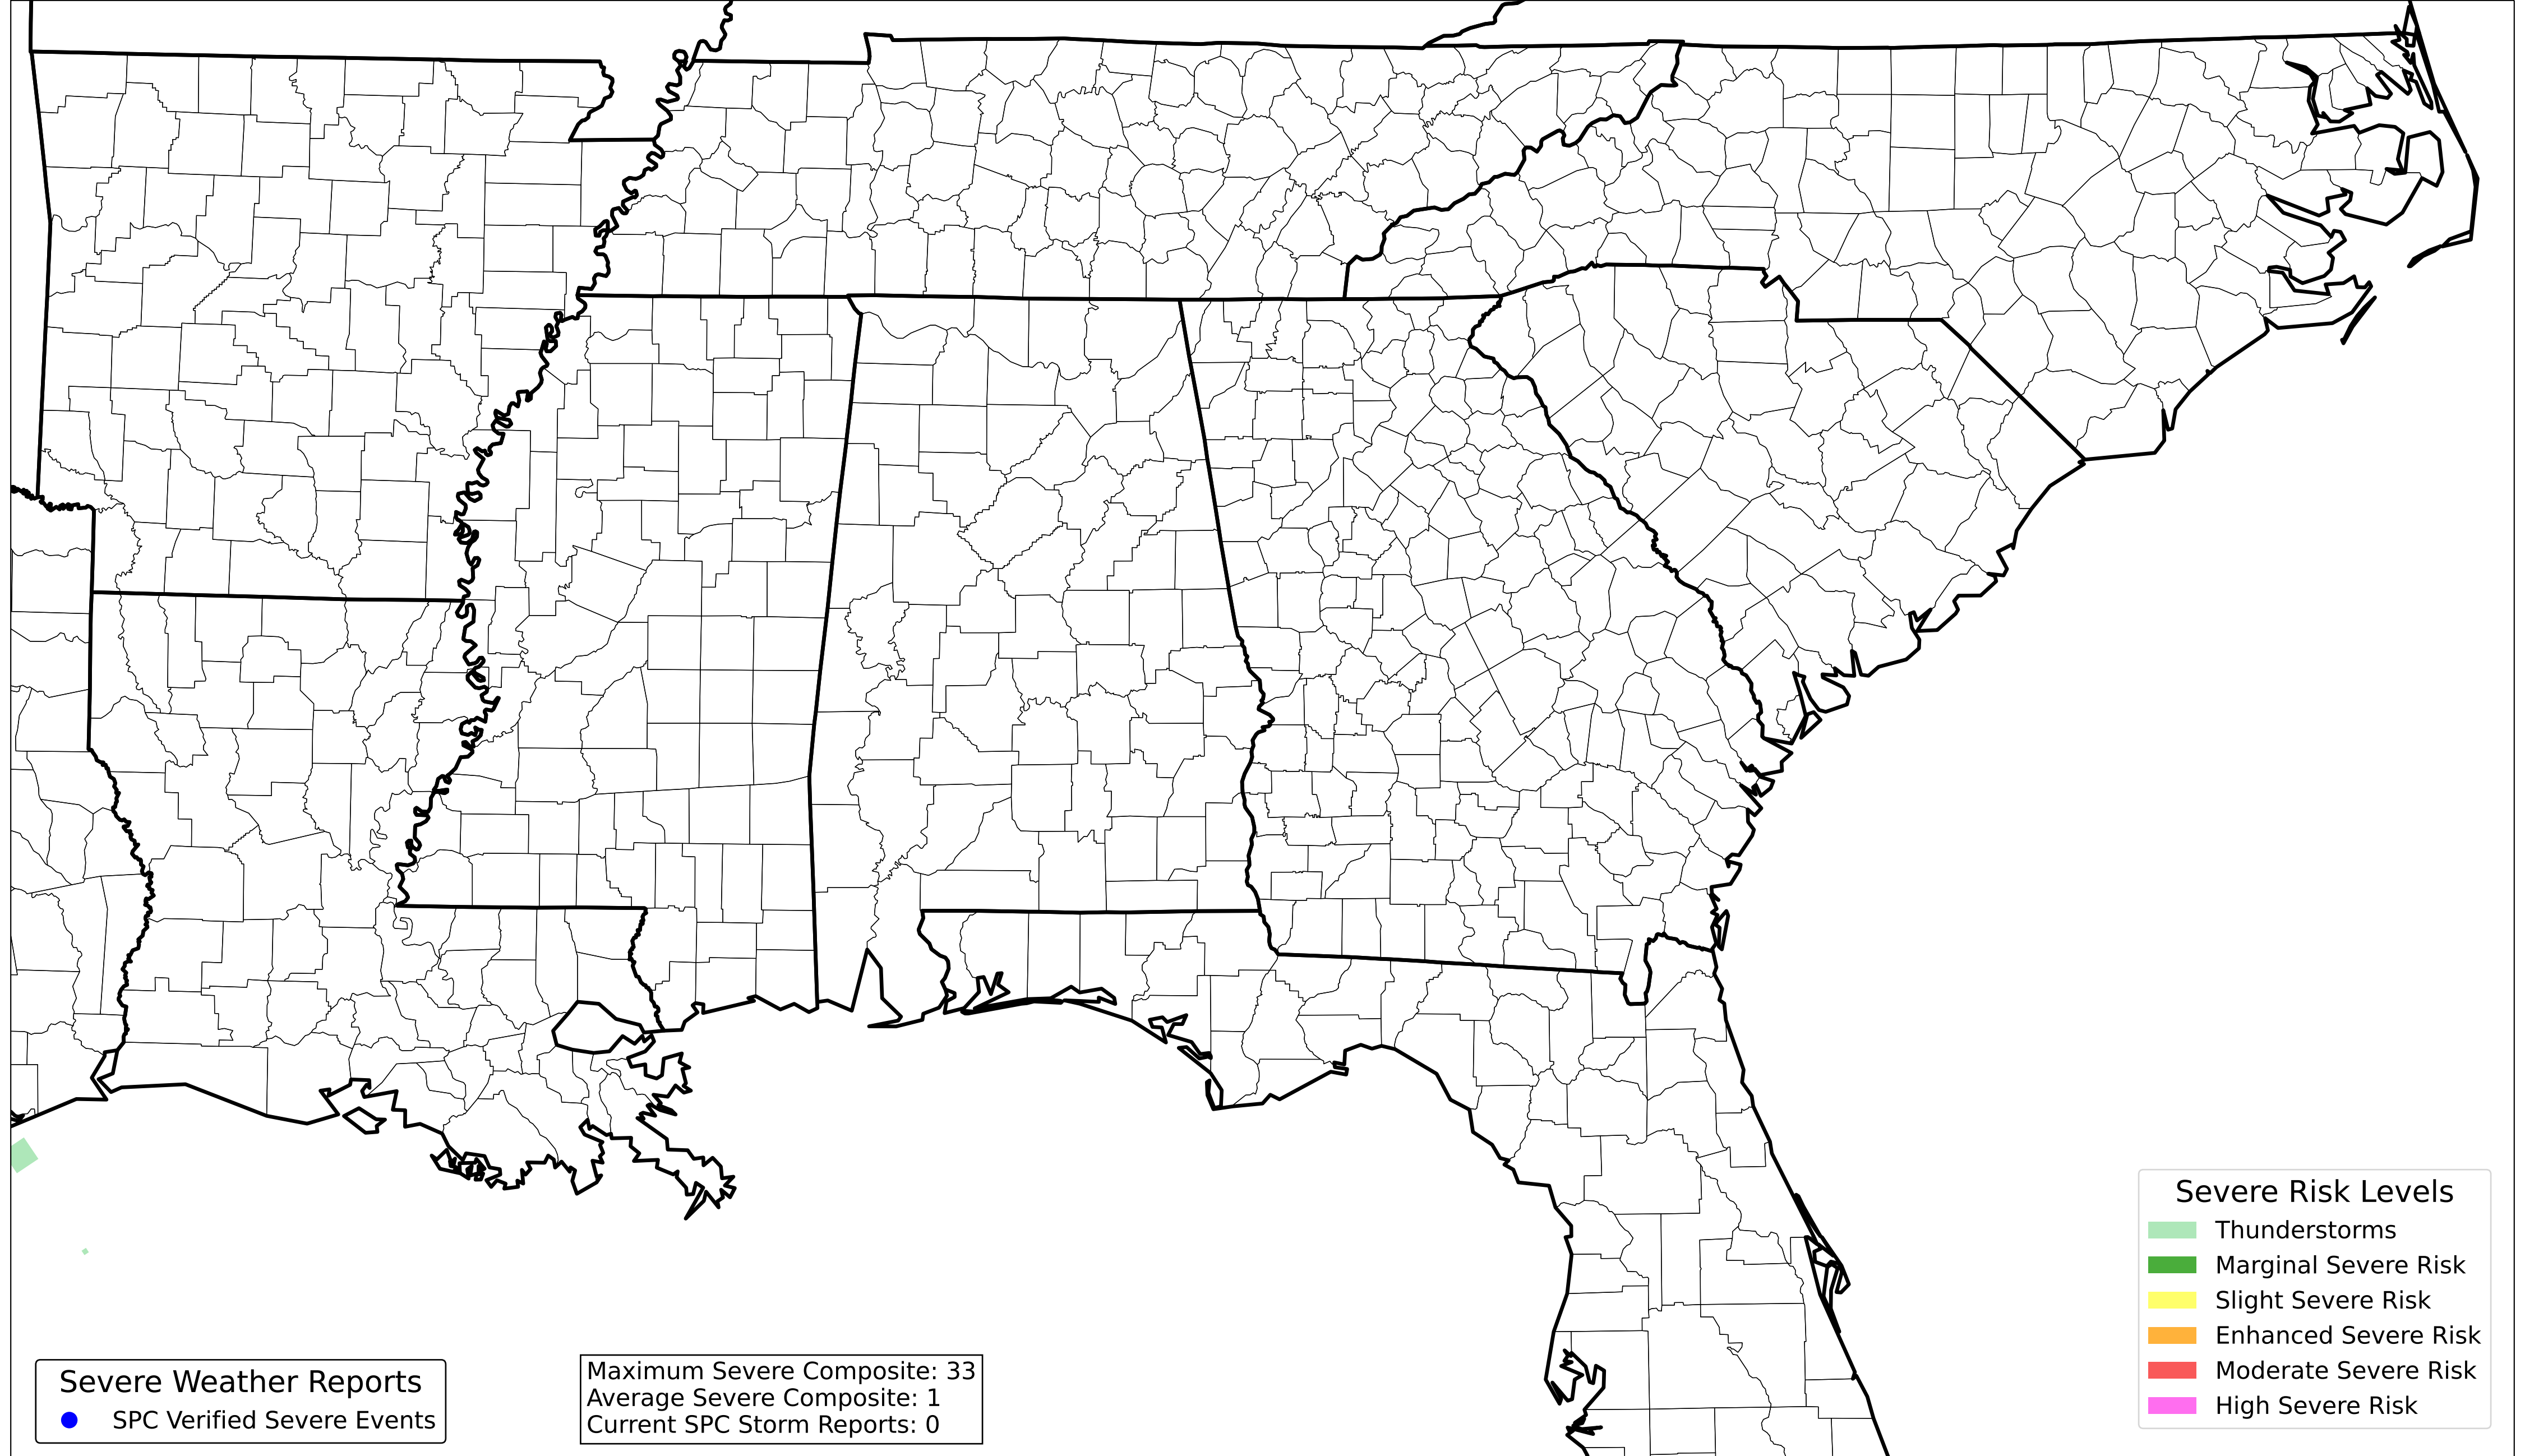 Severe Risk Levels
Thunderstorms
Marginal Severe Risk
Slight Severe Risk
Enhanced Severe Risk
Moderate Severe Risk
High Severe Risk
Severe Weather Reports
SPC Verified Severe Events
Maximum Severe Composite: 33
Average Severe Composite: 1
Current SPC Storm Reports: 0